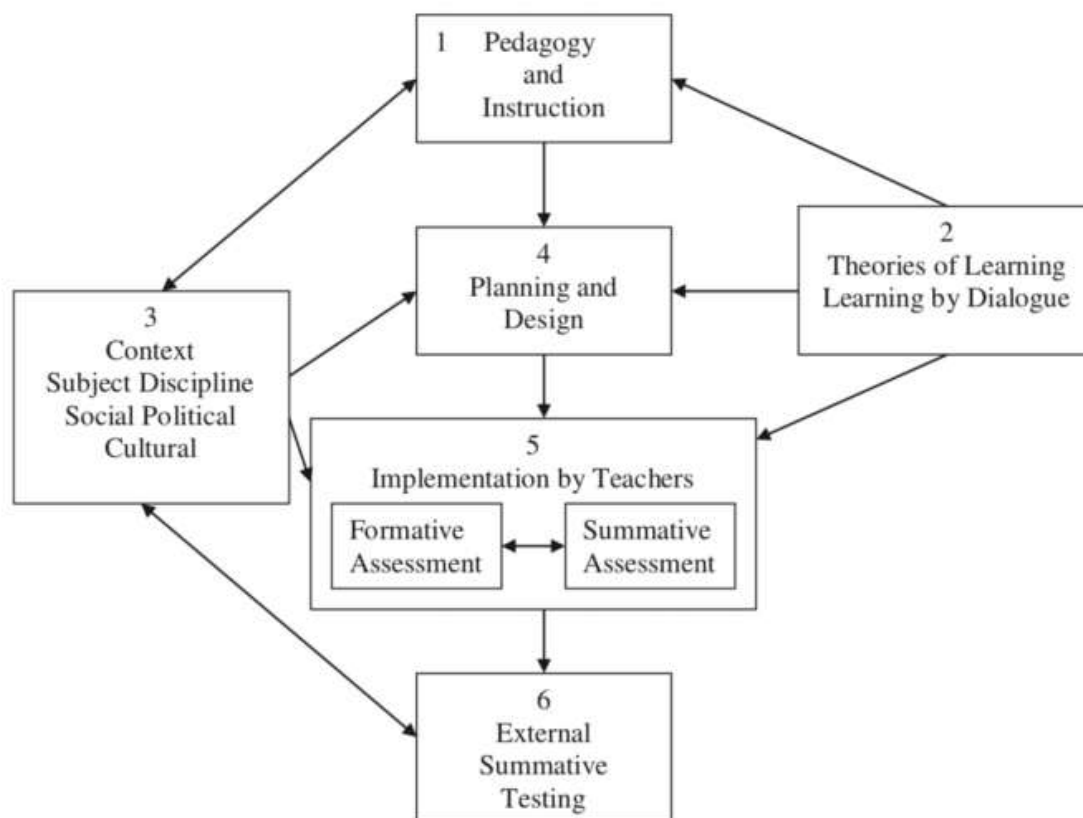 1 Pedagogy
and
Instruction
2
Theories of Learning
Learning by Dialogue
3
Context
Subject Discipline
Social Political
Cultural
4
Planning and
Design
5
Implementation by Teachers
Formative
Assessment
Summative
Assessment
6
External
Summative
Testing